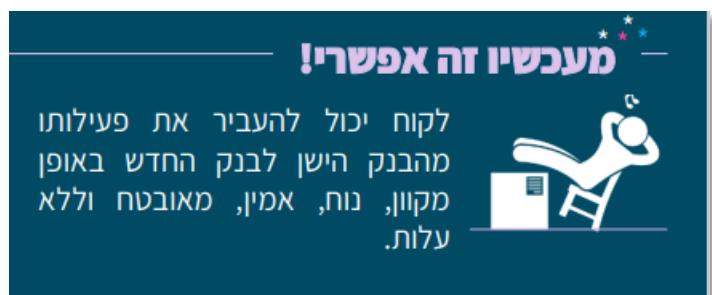 מעכשיו זה אפשרי!
לקוח יכול להעביר את פעילותו
מהבנק הישן לבנק החדש באופן
מקוון, נוח, אמין, מאובטח וללא
עלות.